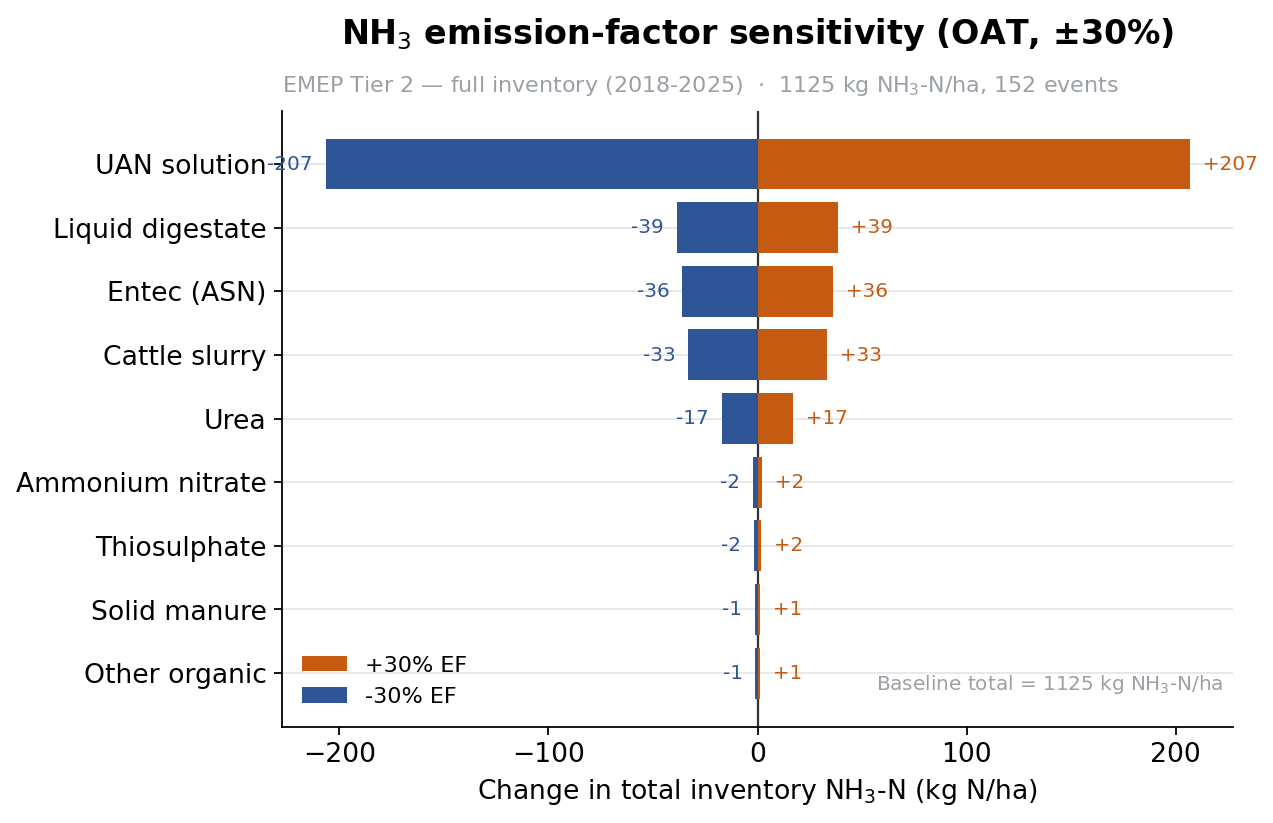 NH₃ emission-factor sensitivity (OAT, ±30%)
EMEP Tier 2 — full inventory (2018-2025) · 1125 kg NH₃-N/ha, 152 events
UAN solution -207 +207
Liquid digestate -39 +39
Entec (ASN) -36 +36
Cattle slurry -33 +33
Urea -17 +17
Ammonium nitrate -2 +2
Thiosulphate -2 +2
Solid manure -1 +1
Other organic -1 +1
+30% EF
-30% EF
Baseline total = 1125 kg NH₃-N/ha
−200 −100 0 100 200
Change in total inventory NH₃-N (kg N/ha)